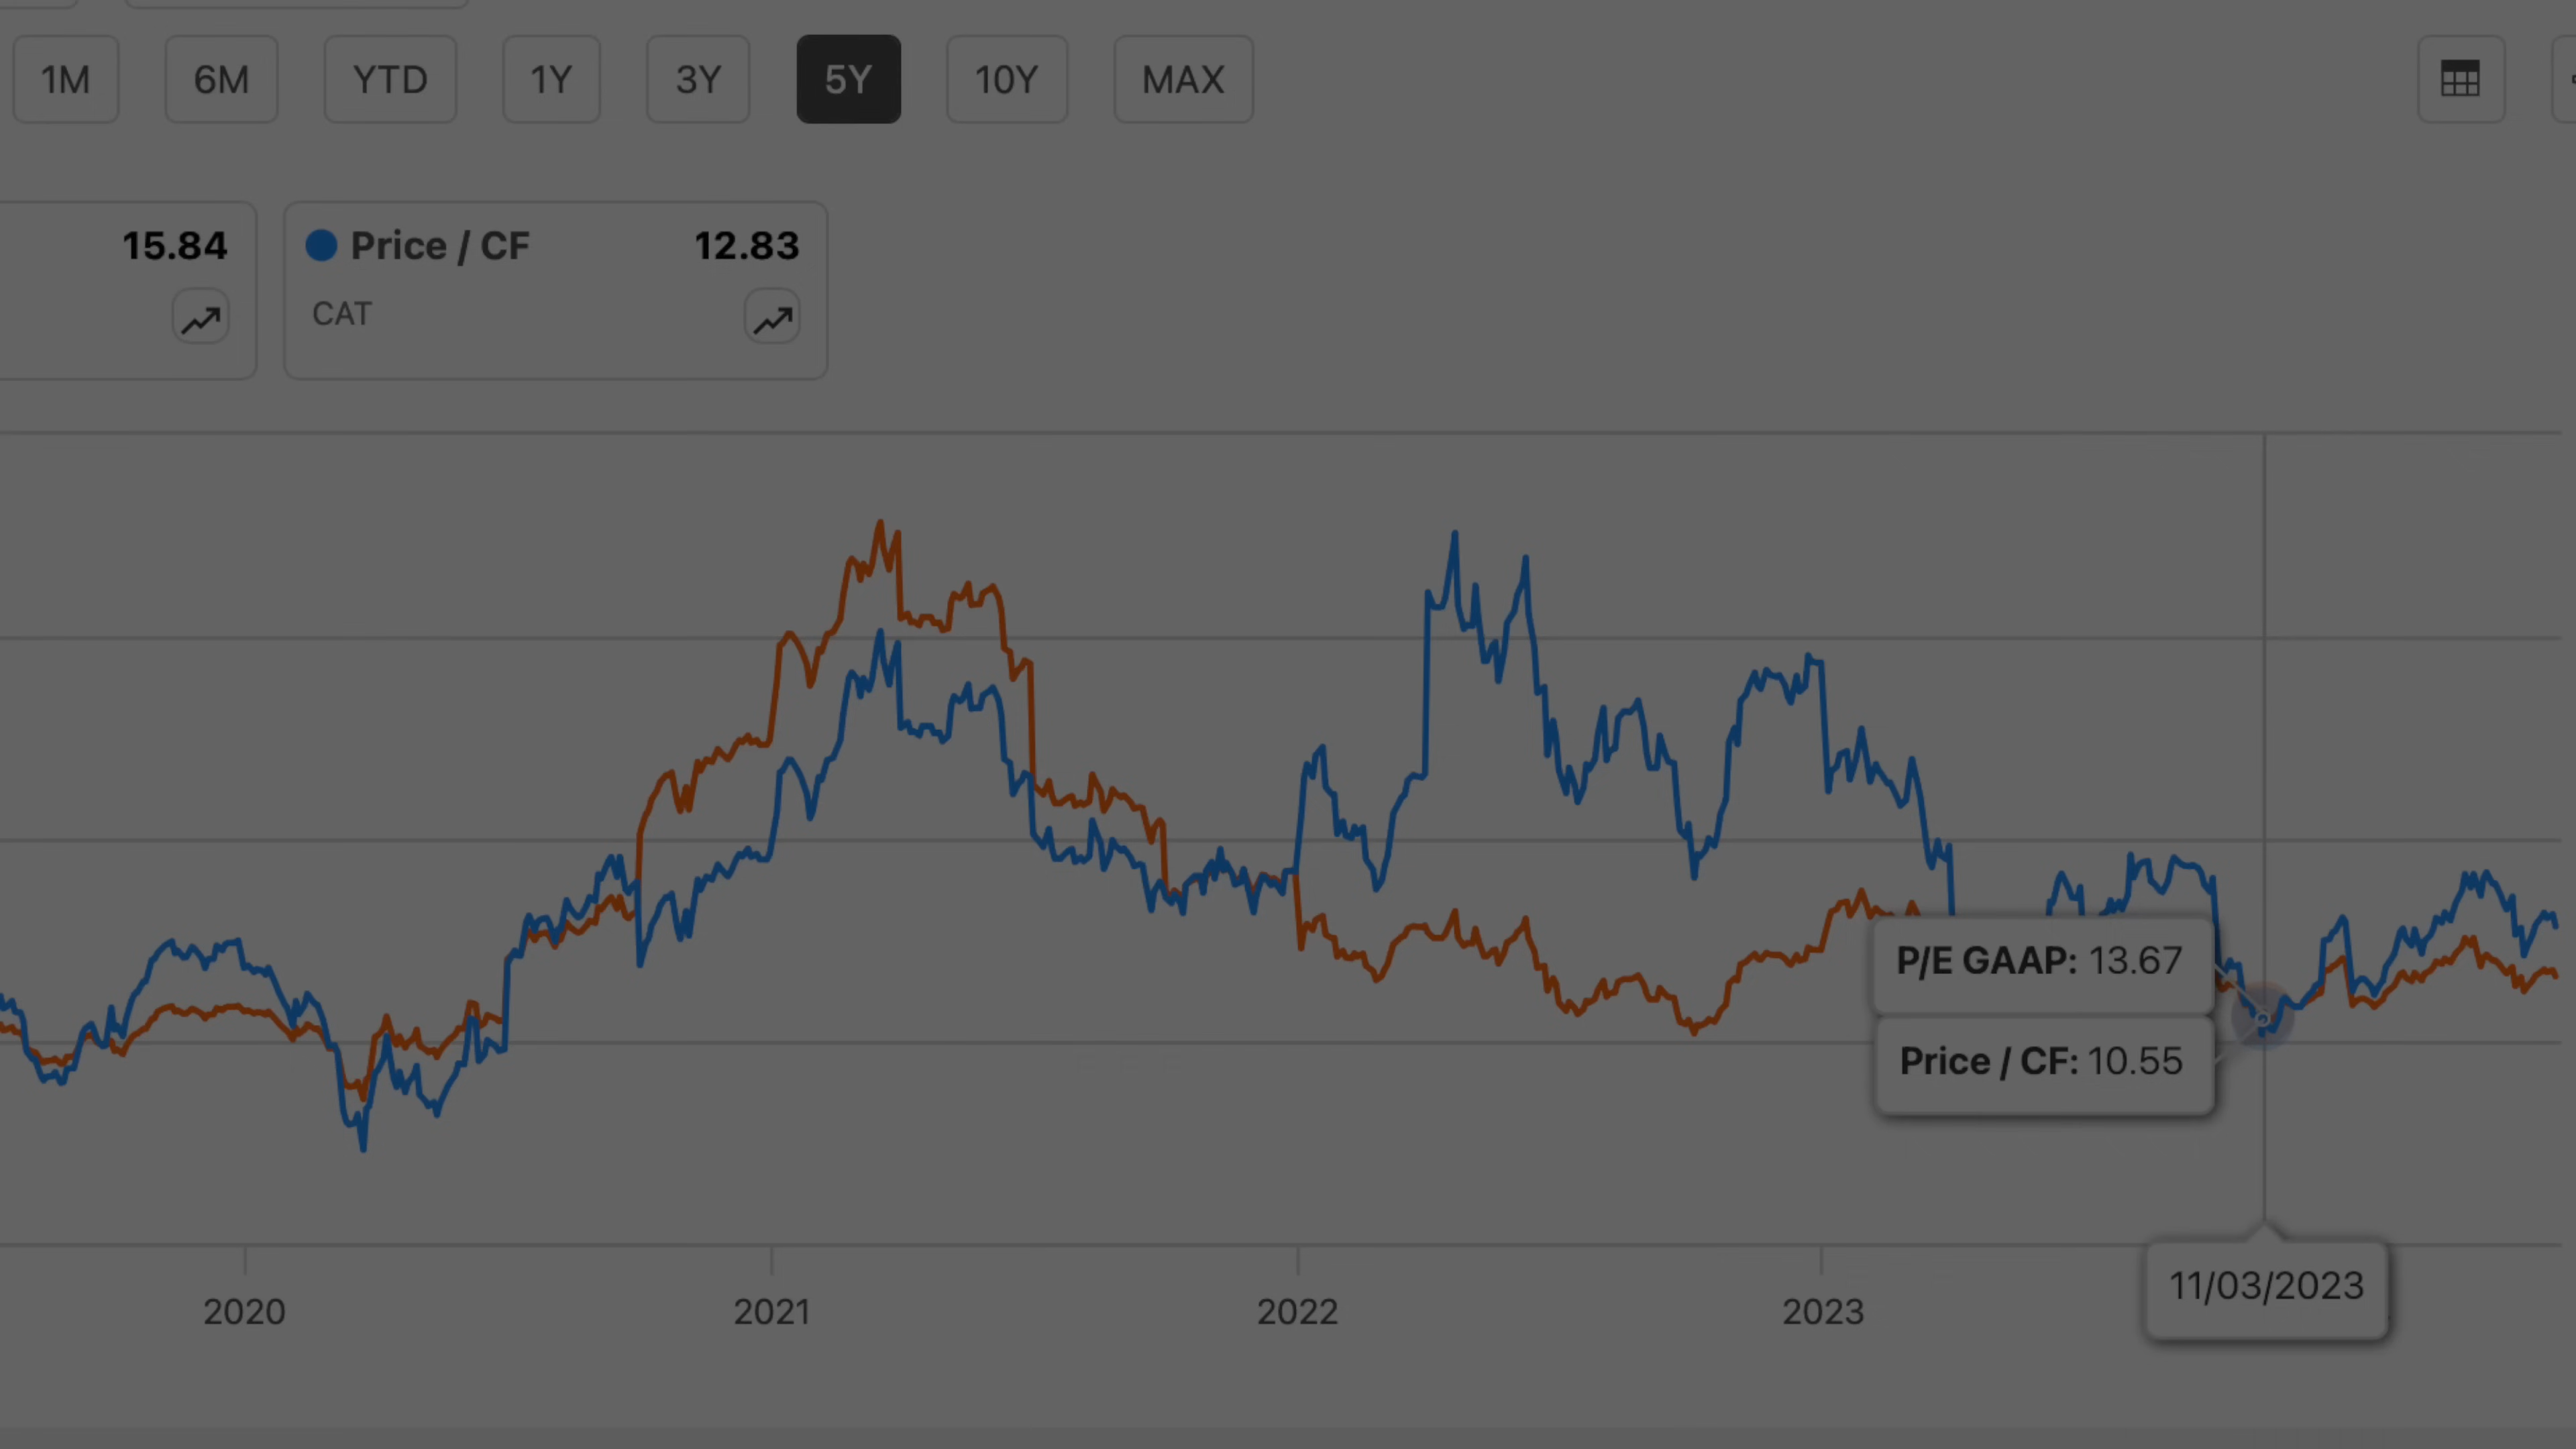 1M 6M YTD 1Y 3Y 5Y 10Y MAX
15.84 Price / CF 12.83
CAT
P/E GAAP: 13.67
Price / CF: 10.55
11/03/2023
2020 2021 2022 2023